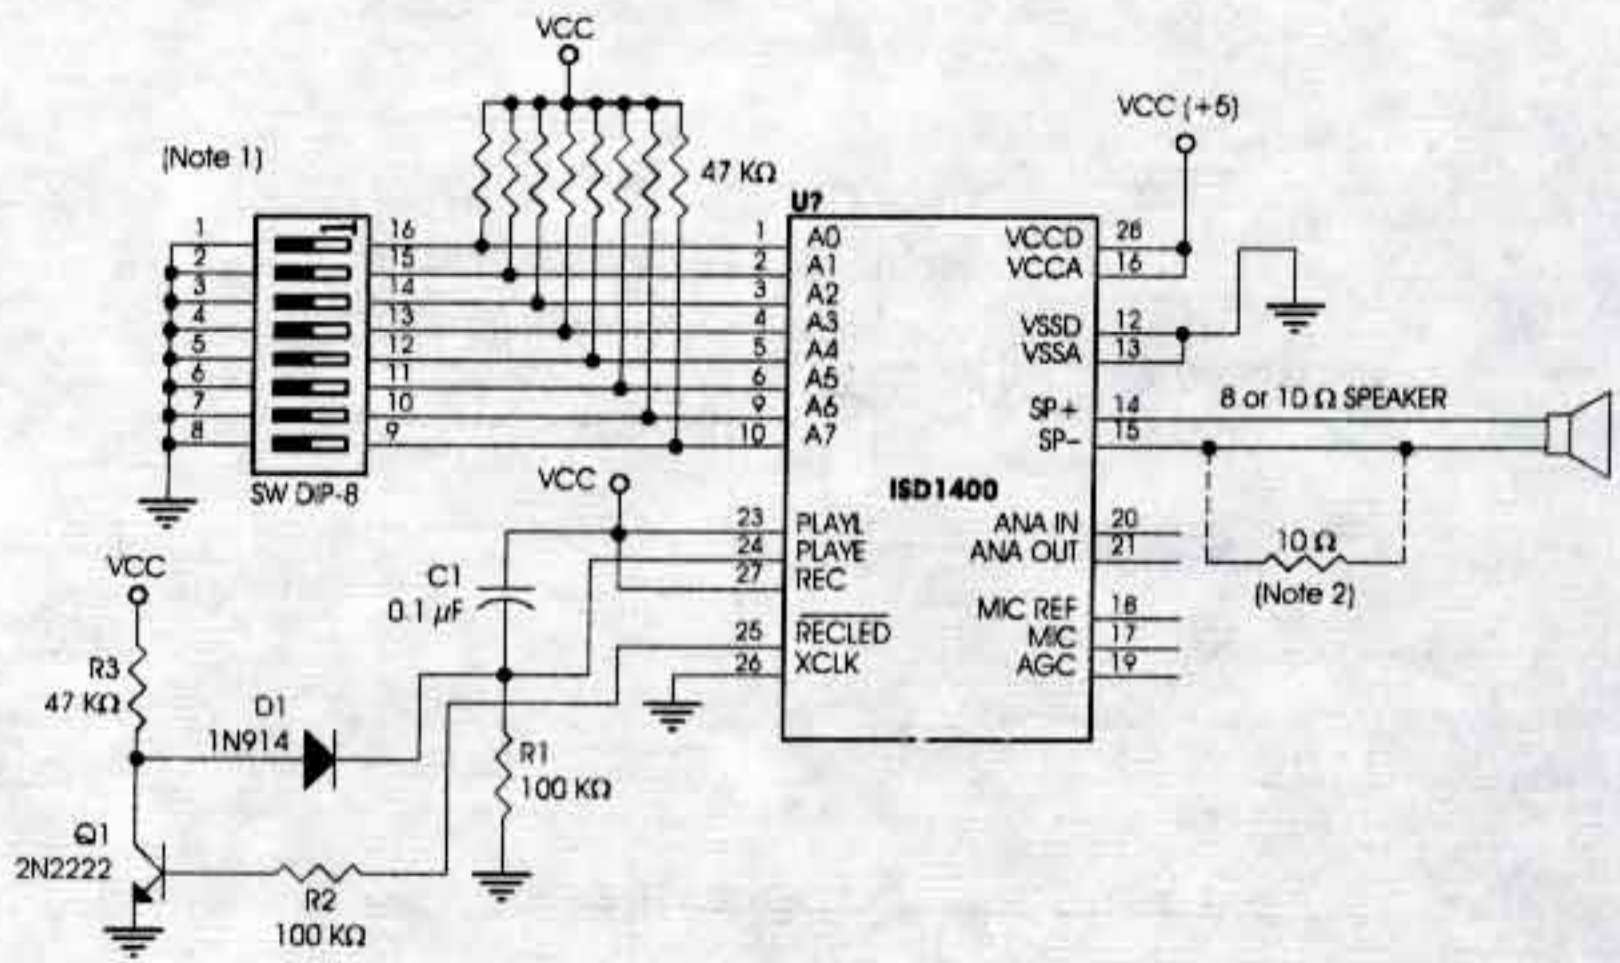 VCC
VCC (+5)
(Note 1)
47 KΩ
U?
1
2
3
4
5
6
7
8
1
16
15
14
13
12
11
10
9
SW DIP-8
1 A0
2 A1
3 A2
4 A3
5 A4
6 A5
9 A6
10 A7
23 PLAYL
24 PLAYE
27 REC
25 RECLED
26 XCLK
ISD1400
VCCD 28
VCCA 16
VSSD 12
VSSA 13
SP+ 14
SP- 15
ANA IN 20
ANA OUT 21
MIC REF 18
MIC 17
AGC 19
8 or 10 Ω SPEAKER
10 Ω
(Note 2)
VCC
C1
0.1 µF
VCC
R3
47 KΩ
D1
1N914
R1
100 KΩ
Q1
2N2222
R2
100 KΩ